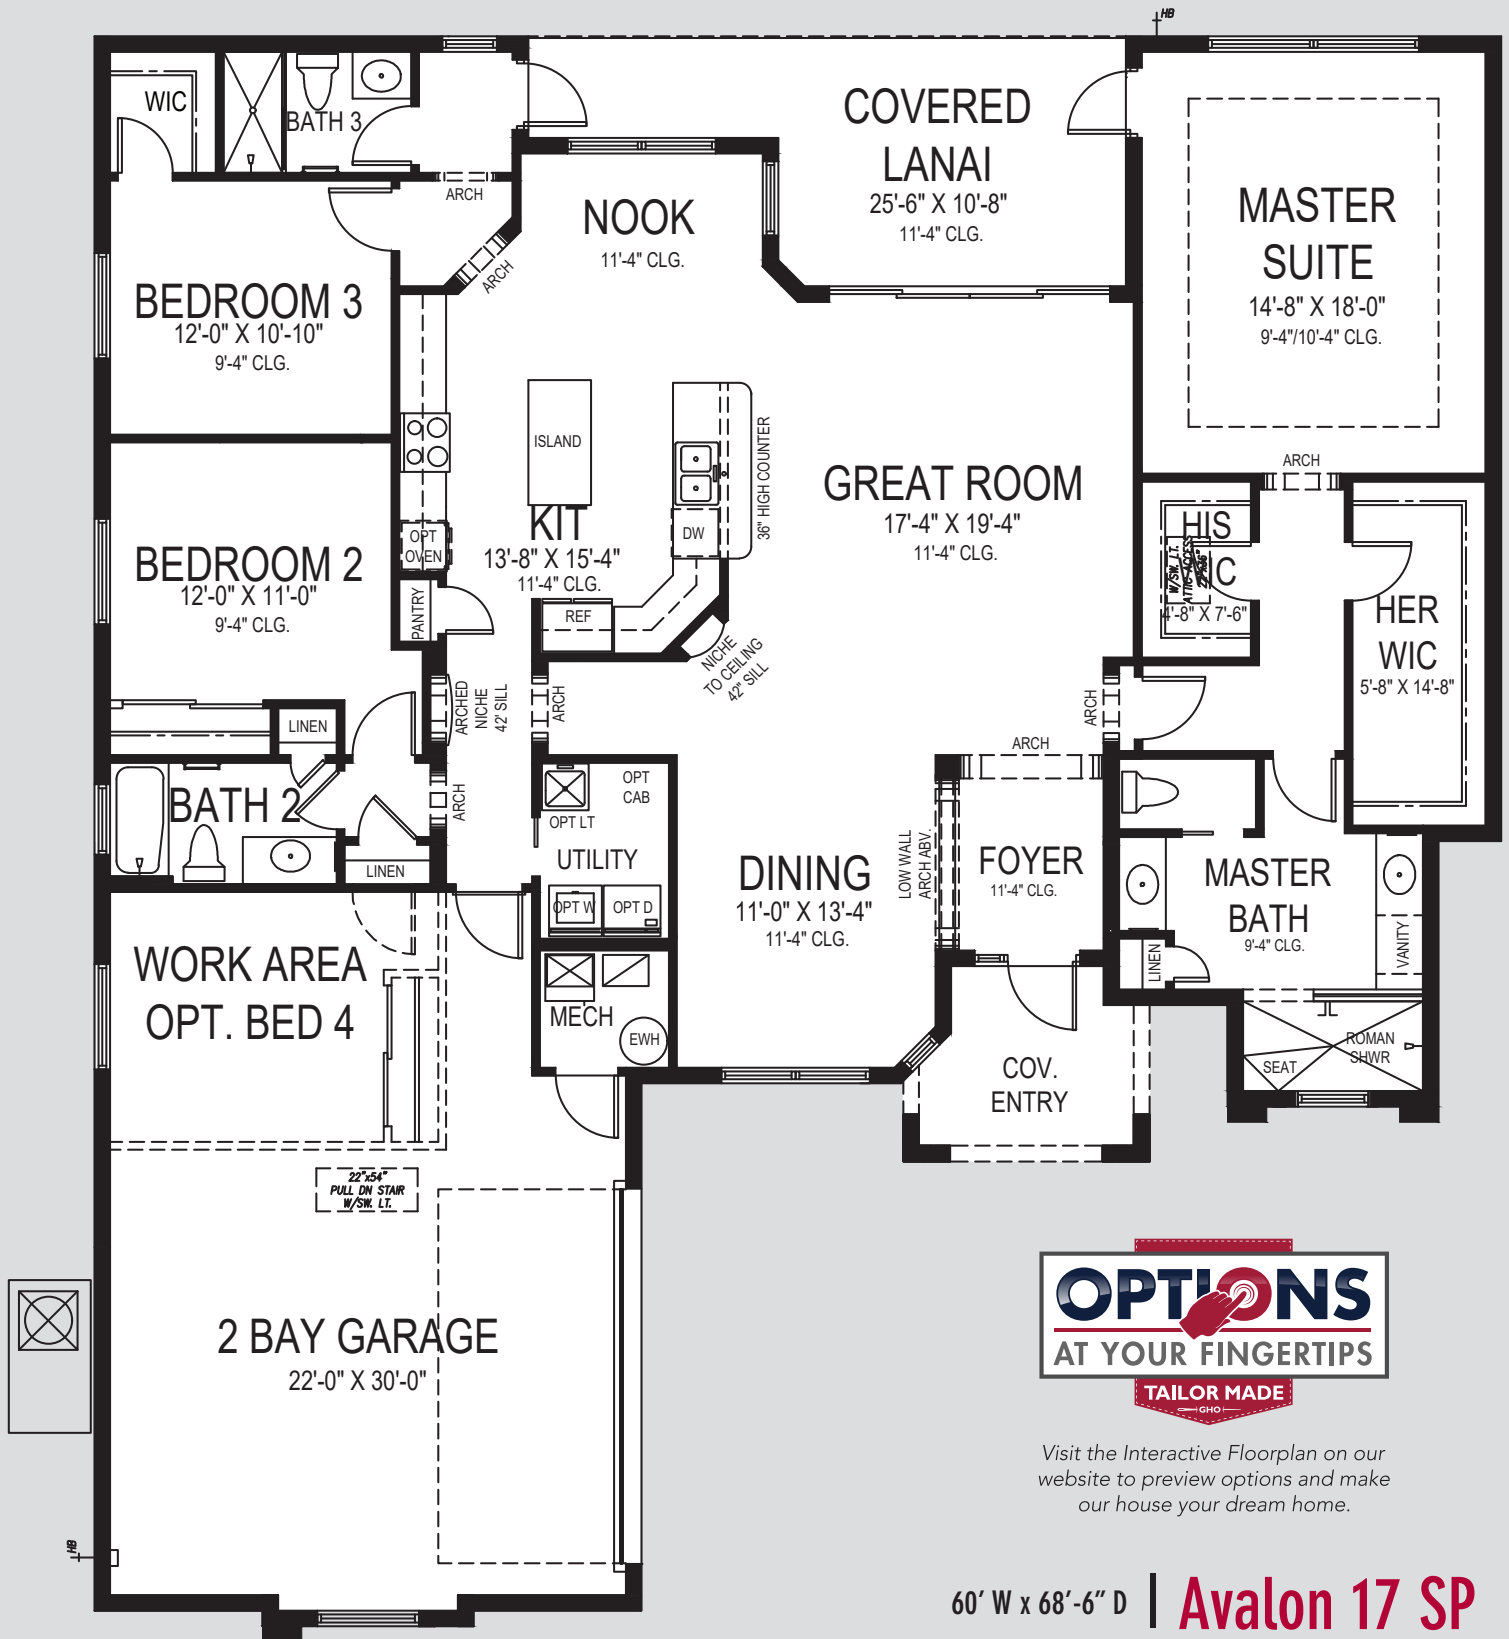 HB
WIC
BATH 3
ARCH
COVERED
LANAI
25'-6" X 10'-8"
11'-4" CLG.
NOOK
11'-4" CLG.
ARCH
MASTER
SUITE
14'-8" X 18'-0"
9'-4"/10'-4" CLG.
BEDROOM 3
12'-0" X 10'-10"
9'-4" CLG.
ISLAND
36" HIGH COUNTER
GREAT ROOM
17'-4" X 19'-4"
11'-4" CLG.
ARCH
HIS
WIC
4'-8" X 7'-6"
W/SW. LT.
ATTIC ACCESS
HER
WIC
5'-8" X 14'-8"
BEDROOM 2
12'-0" X 11'-0"
9'-4" CLG.
OPT
OVEN
KIT
13'-8" X 15'-4"
11'-4" CLG.
DW
PANTRY
REF
NICHE
TO CEILING
42" SILL
LINEN
ARCHED
NICHE
42' SILL
ARCH
ARCH
ARCH
BATH 2
ARCH
OPT
CAB
OPT LT
UTILITY
OPT W
OPT D
LINEN
DINING
11'-0" X 13'-4"
11'-4" CLG.
LOW WALL
ARCH ABV.
FOYER
11'-4" CLG.
MASTER
BATH
9'-4" CLG.
LINEN
VANITY
WORK AREA
OPT. BED 4
MECH
EWH
COV.
ENTRY
ROMAN
SHWR
SEAT
22"x54"
PULL DN STAIR
W/SW. LT.
2 BAY GARAGE
22'-0" X 30'-0"
HB
OPTIONS
AT YOUR FINGERTIPS
TAILOR MADE
GHO
Visit the Interactive Floorplan on our
website to preview options and make
our house your dream home.
60' W x 68'-6" D | Avalon 17 SP